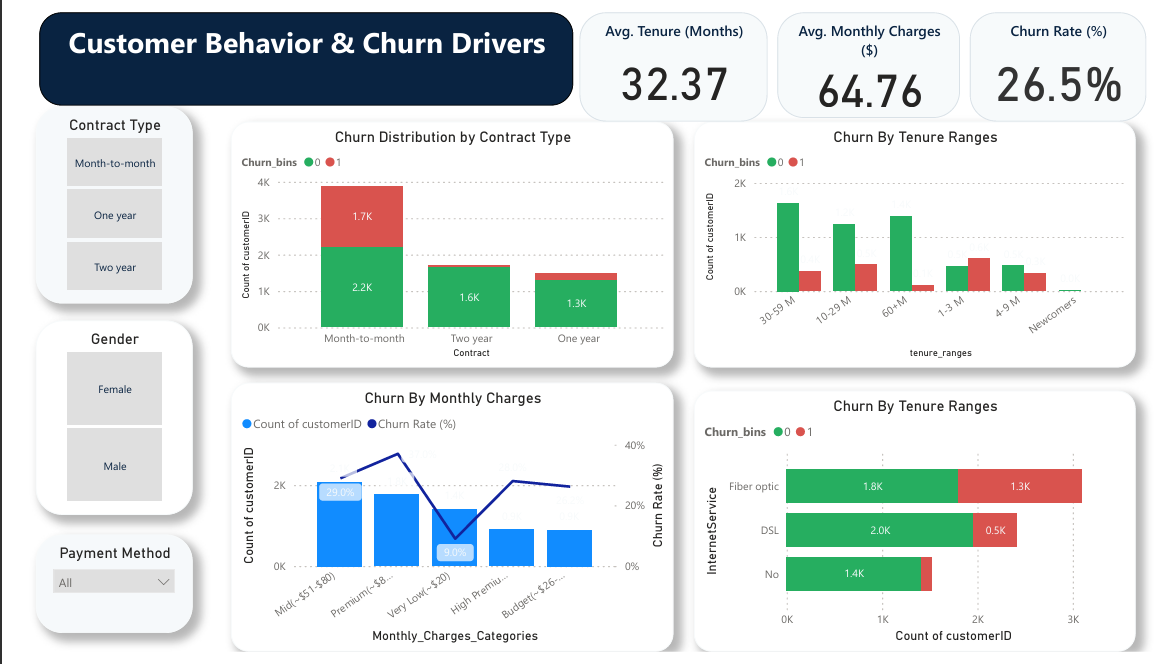 Customer Behavior & Churn Drivers
Avg. Tenure (Months)
32.37
Avg. Monthly Charges
($)
64.76
Churn Rate (%)
26.5%
Contract Type
Month-to-month
One year
Two year
Gender
Female
Male
Payment Method
All
Churn Distribution by Contract Type
Churn_bins 0 1
Count of customerID
4K
3K
2K
1K
0K
1.7K
2.2K
1.6K
1.3K
Month-to-month
Two year
One year
Contract
Churn By Tenure Ranges
Churn_bins 0 1
Count of customerID
2K
1K
0K
30-59 M
10-29 M
60+M
1-3 M
4-9 M
Newcomers
tenure_ranges
Churn By Monthly Charges
Count of customerID Churn Rate (%)
Count of customerID
2K
0K
29.0%
9.0%
40%
20%
0%
Churn Rate (%)
Mid(~$51-$80)
Premium(~$8...
Very Low(~$20)
High Premiu...
Budget(~$26-...
Monthly_Charges_Categories
Churn By Tenure Ranges
Churn_bins 0 1
InternetService
Fiber optic
1.8K
1.3K
DSL
2.0K
0.5K
No
1.4K
0K
1K
2K
3K
Count of customerID